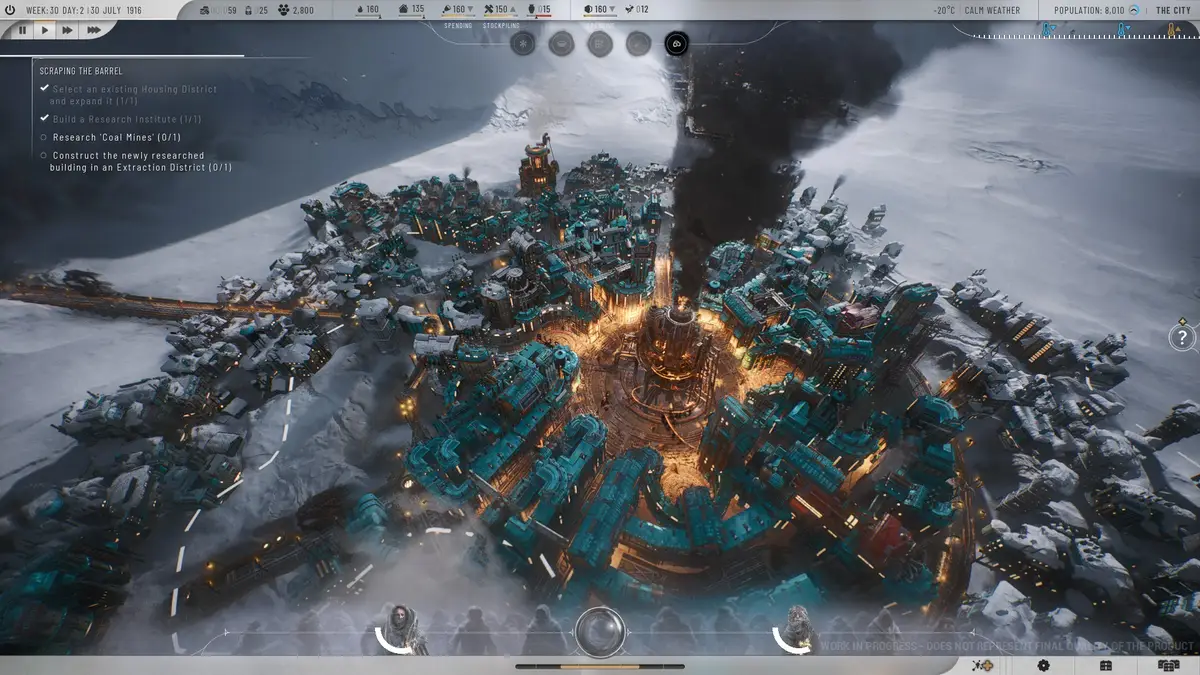 WEEK: 30 DAY: 2 | 30 JULY 1916
59
25
2,800
160
135
160
150
015
160
012
-20°C CALM WEATHER
POPULATION: 8,010
THE CITY
SPENDING
STOCKPILING
SCRAPING THE BARREL
Select an existing Housing District
and expand it (1/1)
Build a Research Institute (1/1)
Research 'Coal Mines' (0/1)
Construct the newly researched
building in an Extraction District (0/1)
?
WORK IN PROGRESS - DOES NOT REPRESENT FINAL QUALITY OF THE PRODUCT